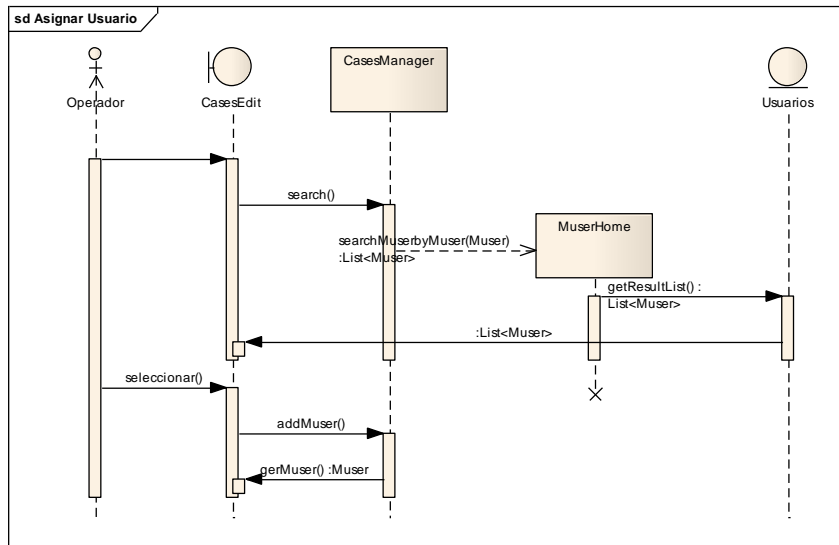 sd Asignar Usuario
Operador
CasesEdit
CasesManager
Usuarios
search()
searchMuserbyMuser(Muser)
:List<Muser>
MuserHome
getResultList() :
List<Muser>
:List<Muser>
seleccionar()
addMuser()
gerMuser() :Muser